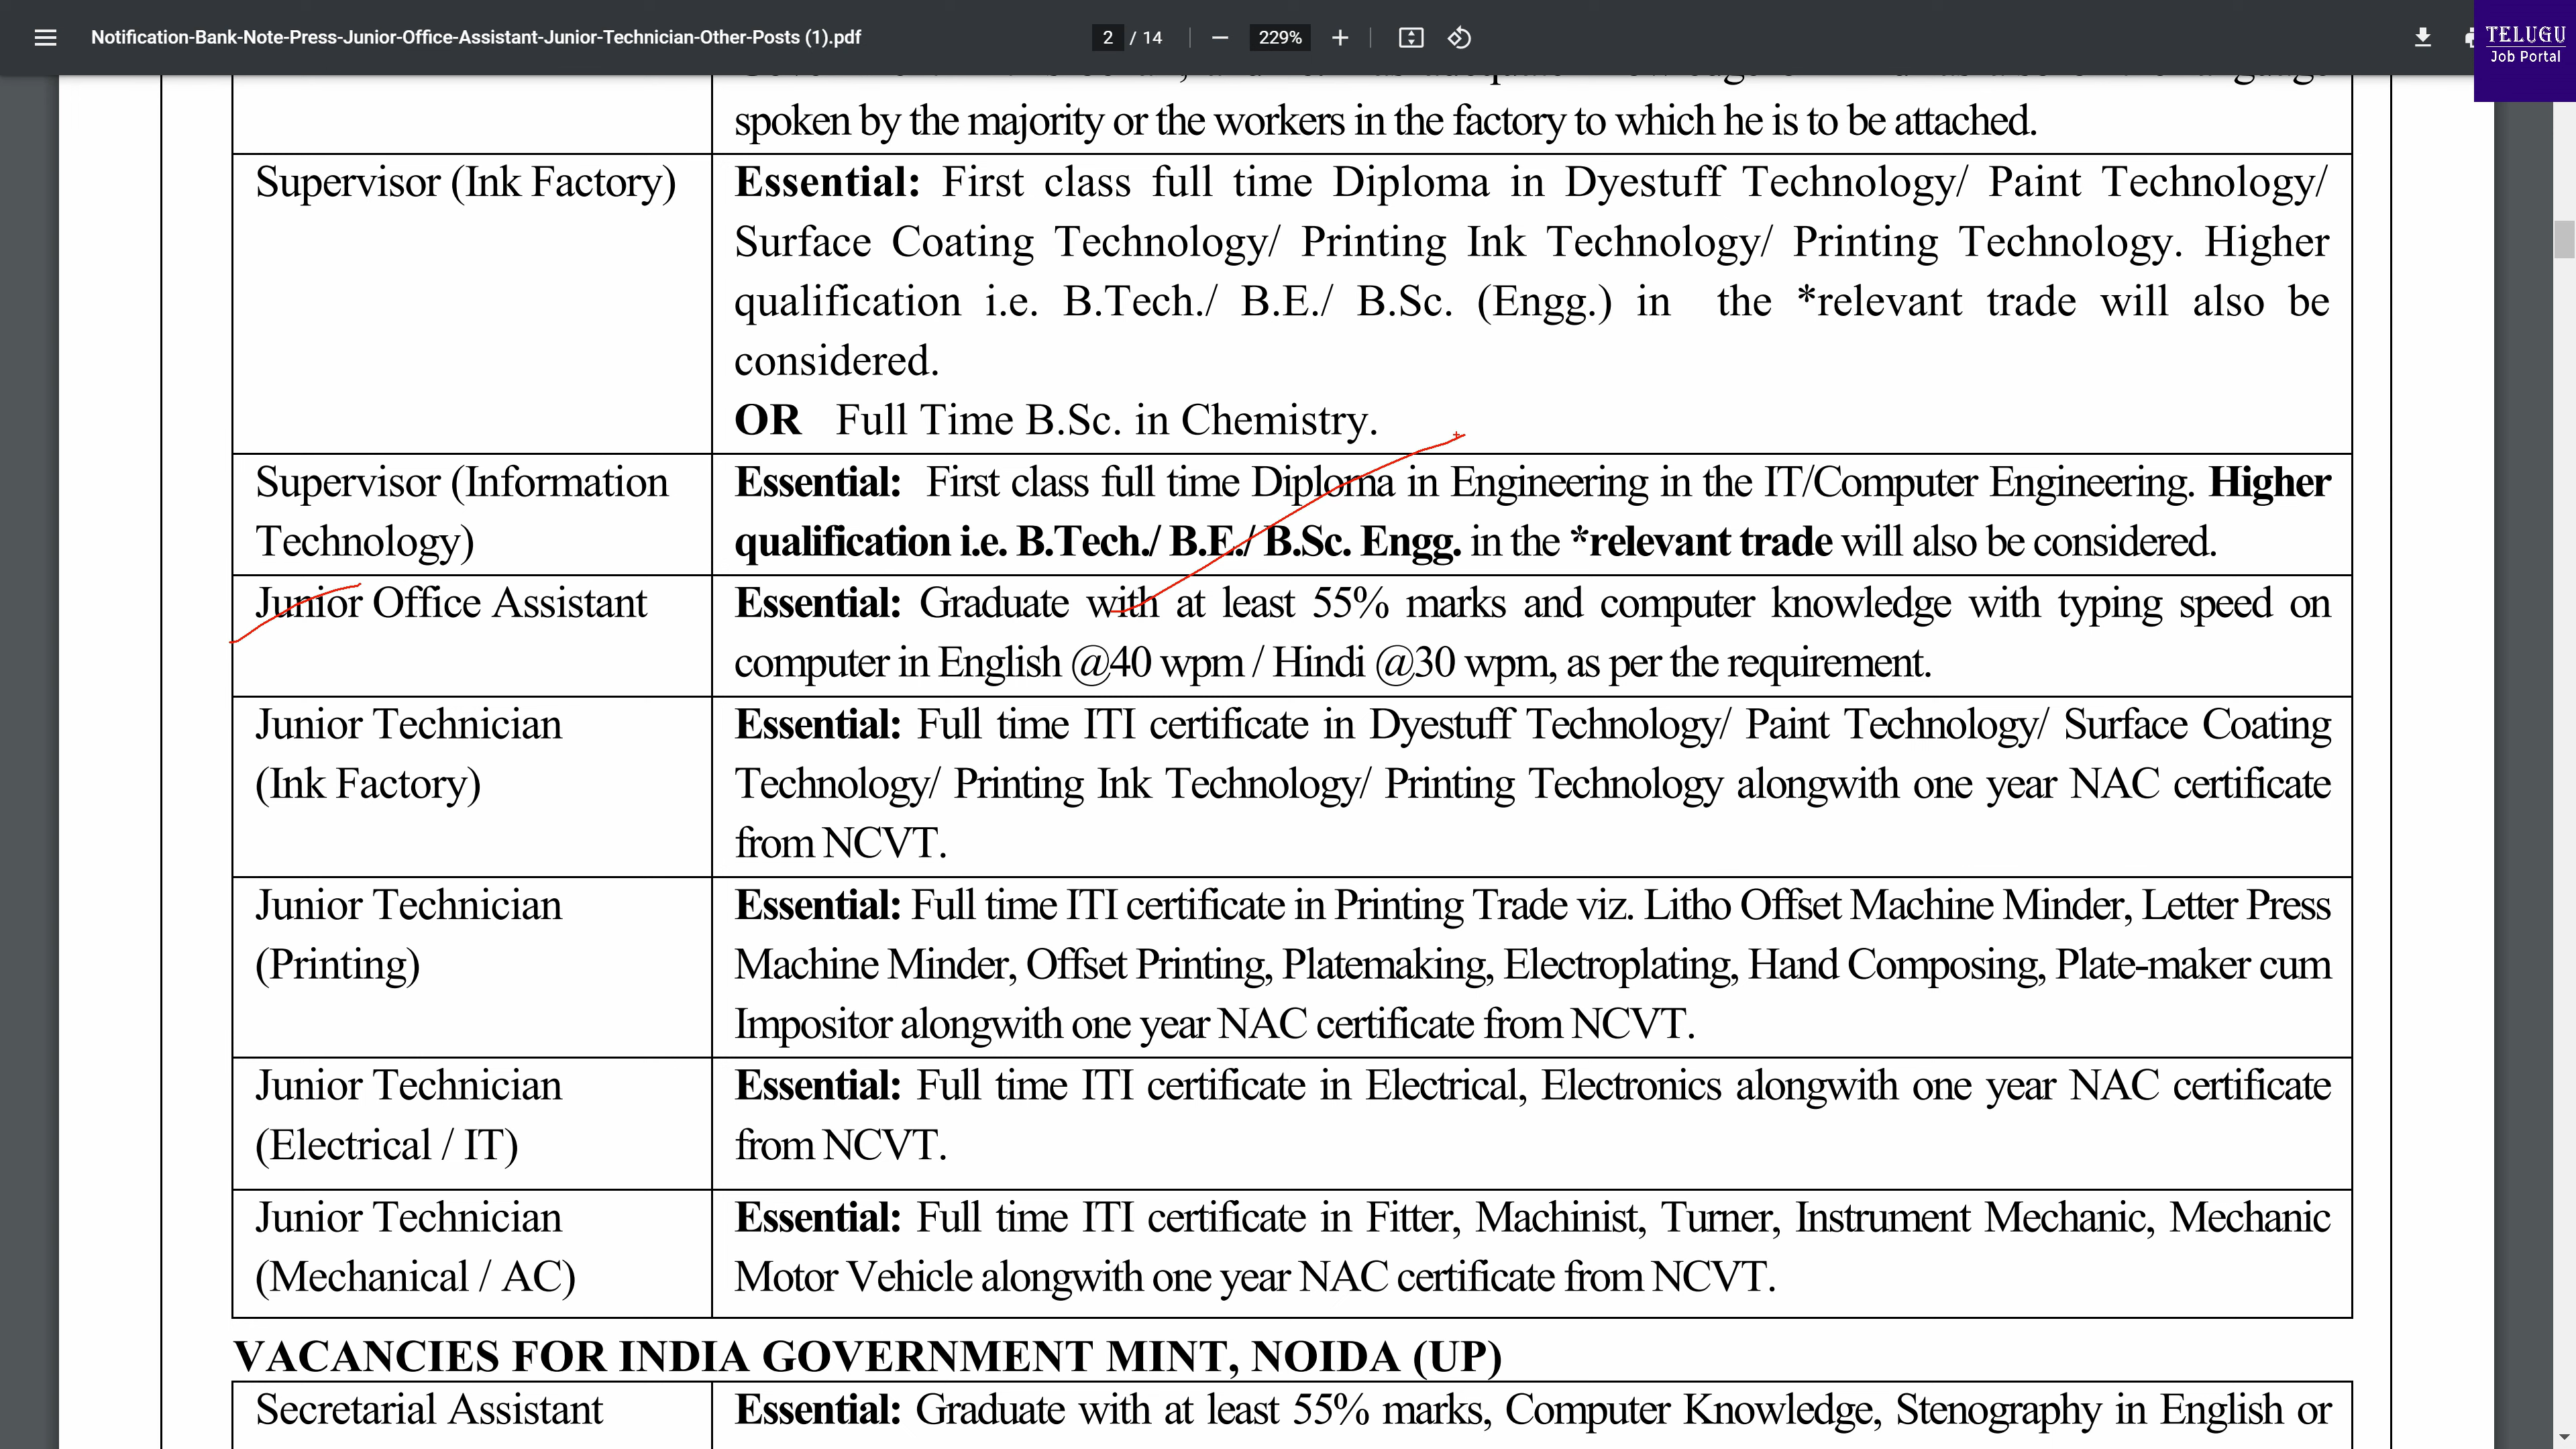 Notification-Bank-Note-Press-Junior-Office-Assistant-Junior-Technician-Other-Posts (1).pdf
2 / 14
229%
TELUGU
Job Portal
spoken by the majority or the workers in the factory to which he is to be attached.
Supervisor (Ink Factory)
Essential: First class full time Diploma in Dyestuff Technology/ Paint Technology/
Surface Coating Technology/ Printing Ink Technology/ Printing Technology. Higher
qualification i.e. B.Tech./ B.E./ B.Sc. (Engg.) in the *relevant trade will also be
considered.
OR Full Time B.Sc. in Chemistry.
Supervisor (Information
Technology)
Essential: First class full time Diploma in Engineering in the IT/Computer Engineering. Higher
qualification i.e. B.Tech./ B.E./ B.Sc. Engg. in the *relevant trade will also be considered.
Junior Office Assistant
Essential: Graduate with at least 55% marks and computer knowledge with typing speed on
computer in English @40 wpm / Hindi @30 wpm, as per the requirement.
Junior Technician
(Ink Factory)
Essential: Full time ITI certificate in Dyestuff Technology/ Paint Technology/ Surface Coating
Technology/ Printing Ink Technology/ Printing Technology alongwith one year NAC certificate
from NCVT.
Junior Technician
(Printing)
Essential: Full time ITI certificate in Printing Trade viz. Litho Offset Machine Minder, Letter Press
Machine Minder, Offset Printing, Platemaking, Electroplating, Hand Composing, Plate-maker cum
Impositor alongwith one year NAC certificate from NCVT.
Junior Technician
(Electrical / IT)
Essential: Full time ITI certificate in Electrical, Electronics alongwith one year NAC certificate
from NCVT.
Junior Technician
(Mechanical / AC)
Essential: Full time ITI certificate in Fitter, Machinist, Turner, Instrument Mechanic, Mechanic
Motor Vehicle alongwith one year NAC certificate from NCVT.
VACANCIES FOR INDIA GOVERNMENT MINT, NOIDA (UP)
Secretarial Assistant
Essential: Graduate with at least 55% marks, Computer Knowledge, Stenography in English or